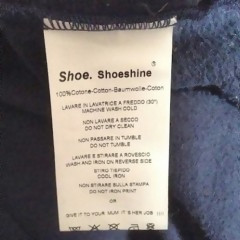 ®
Shoe. Shoeshine
100%Cotone-Cotton-Baumwolle-Coton
LAVARE IN LAVATRICE A FREDDO (30°)
MACHINE WASH COLD
NON LAVARE A SECCO
DO NOT DRY CLEAN
NON PASSARE IN TUMBLE
DO NOT TUMBLE
LAVARE E STIRARE A ROVESCIO
WASH AND IRON ON REVERSE SIDE
STIRO TIEPIDO
COOL IRON
NON STIRARE SULLA STAMPA
DO NOT IRON PRINT
OR
GIVE IT TO YOUR MUM IT'S HER JOB !!!